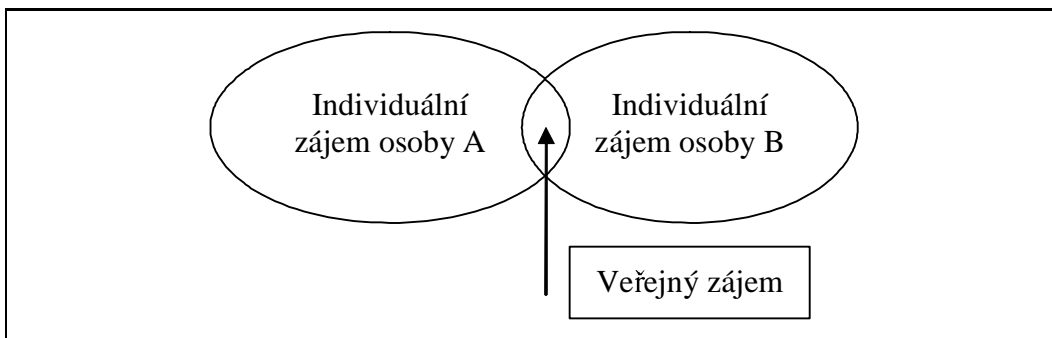 Individuální
zájem osoby A
Individuální
zájem osoby B
Veřejný zájem